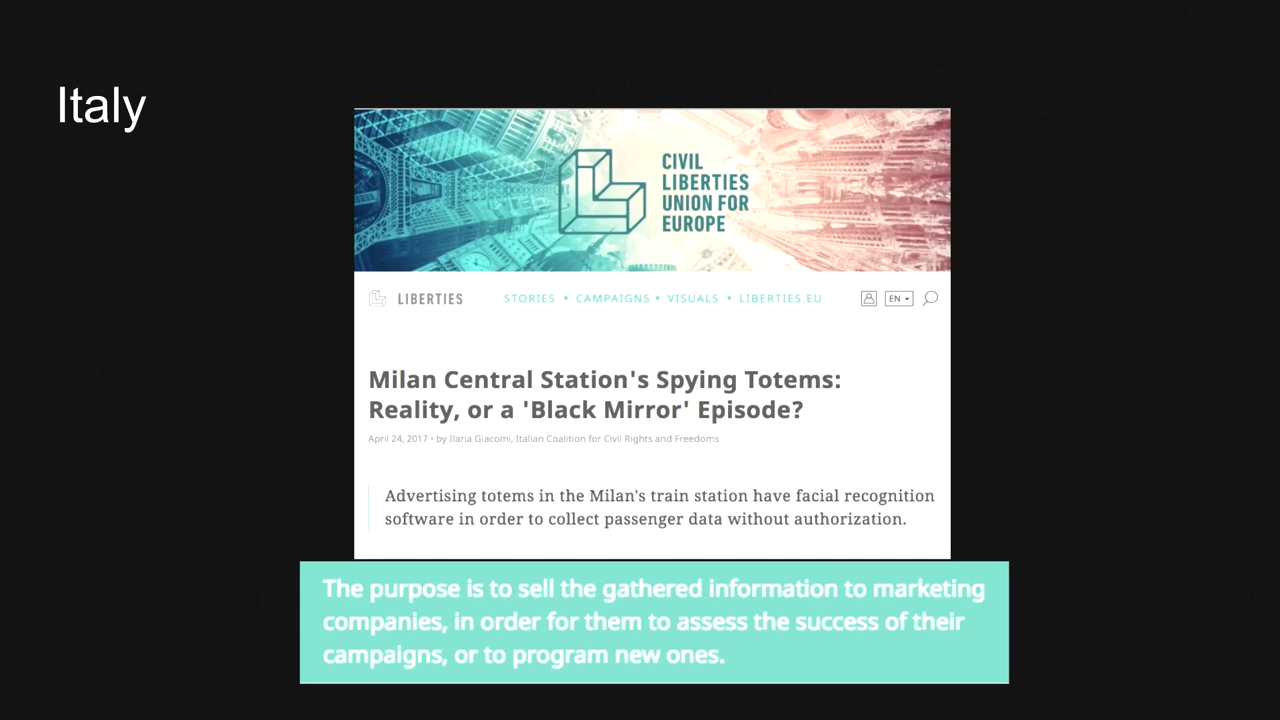 Italy
CIVIL
LIBERTIES
UNION FOR
EUROPE
LIBERTIES
STORIES • CAMPAIGNS • VISUALS • LIBERTIES.EU
EN
Milan Central Station's Spying Totems:
Reality, or a 'Black Mirror' Episode?
April 24, 2017 • by Ilaria Giacomi, Italian Coalition for Civil Rights and Freedoms
Advertising totems in the Milan's train station have facial recognition
software in order to collect passenger data without authorization.
The purpose is to sell the gathered information to marketing
companies, in order for them to assess the success of their
campaigns, or to program new ones.